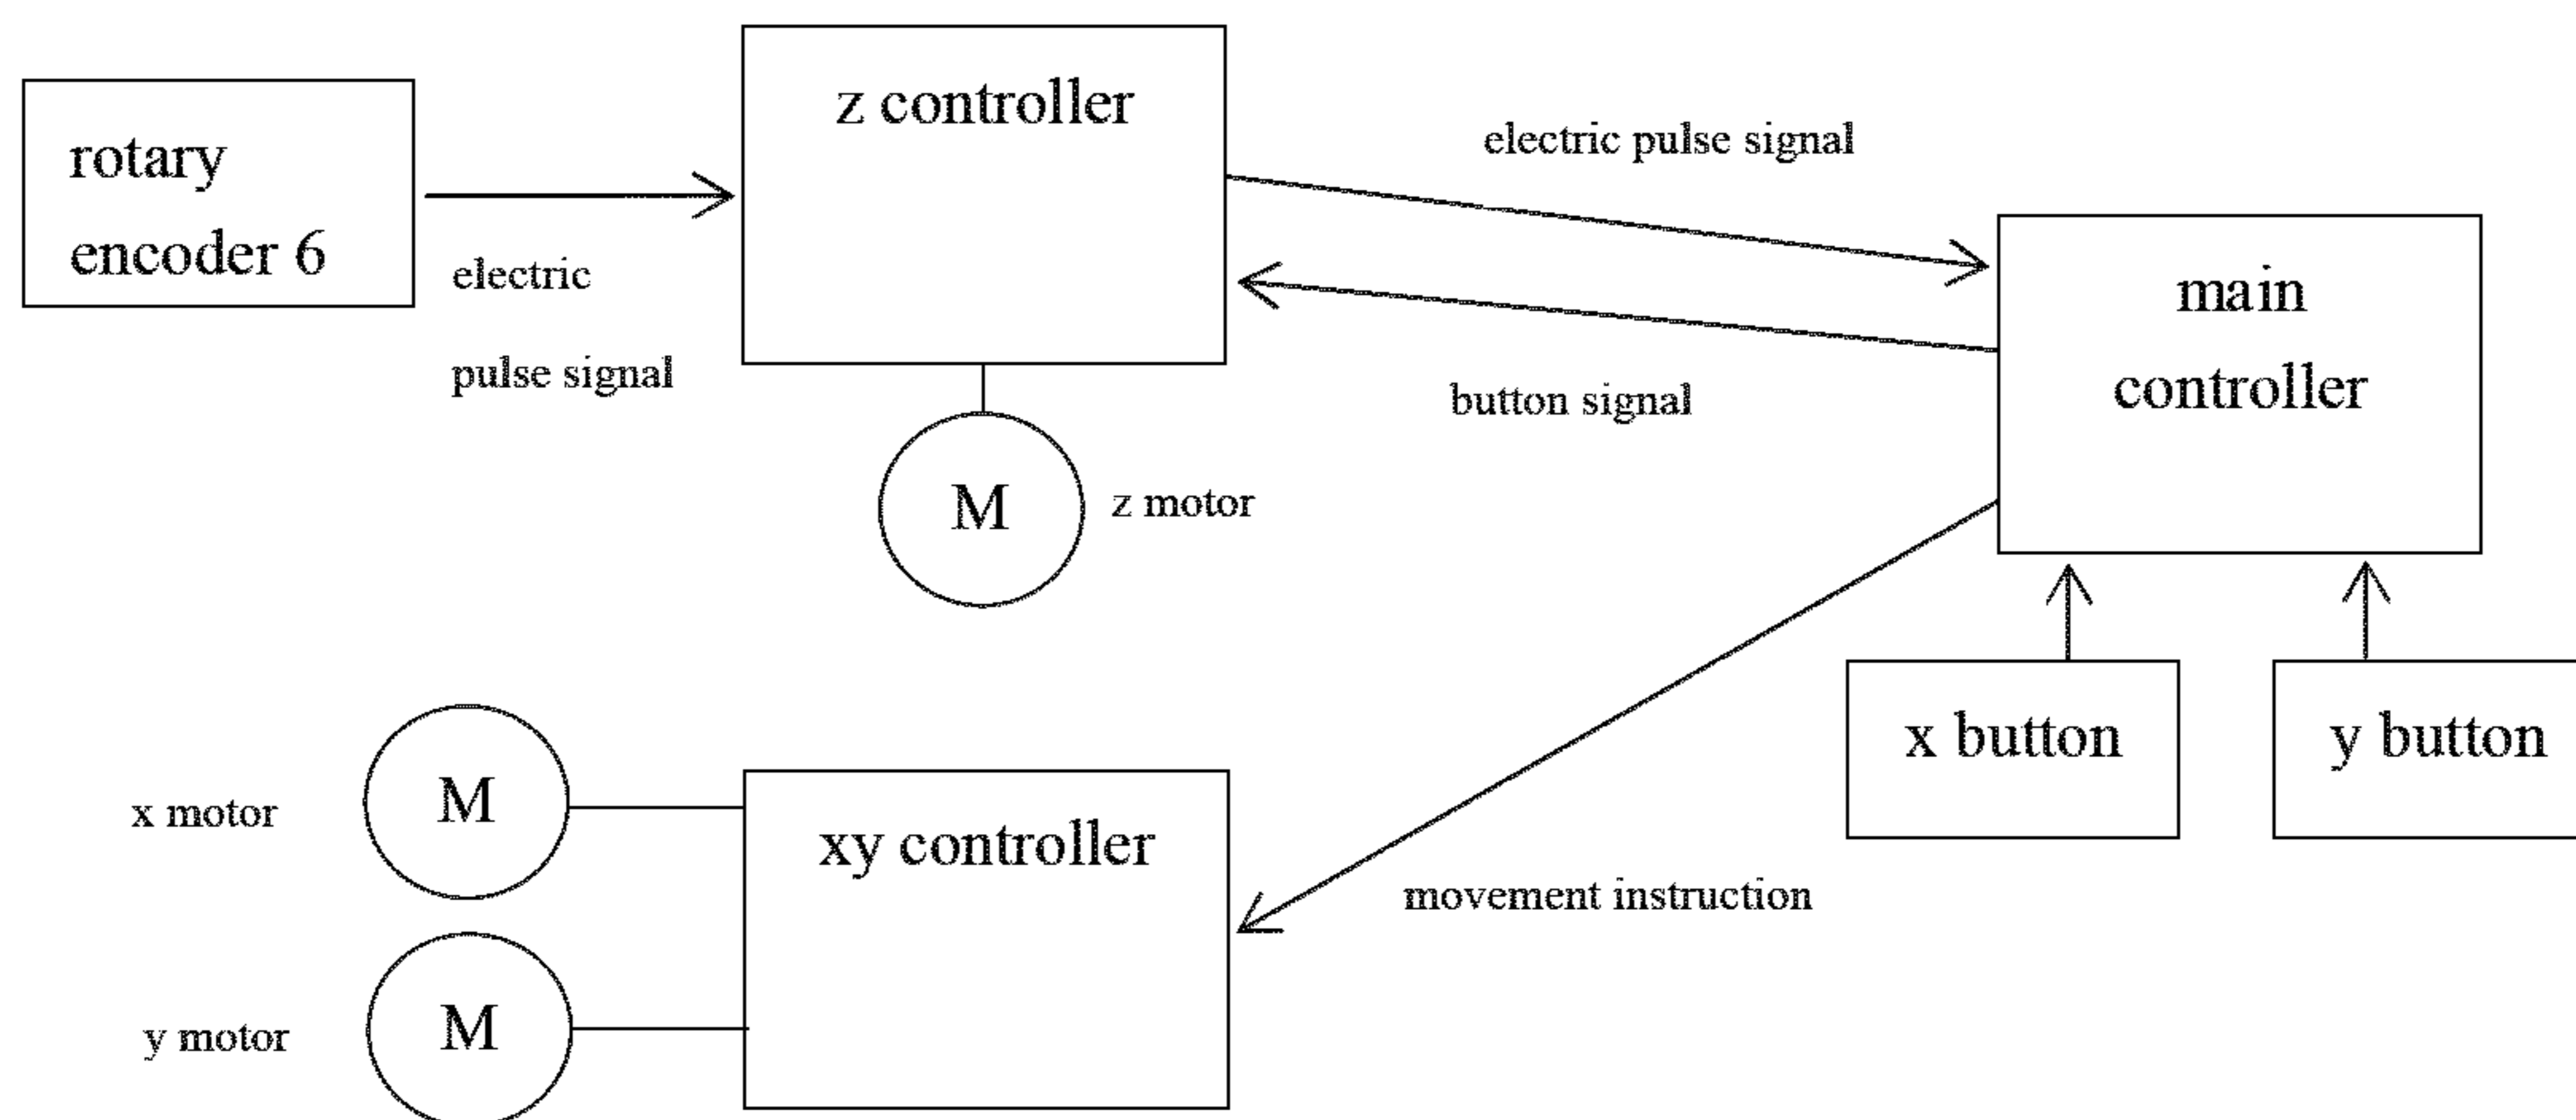 rotary
encoder 6
electric
pulse signal
z controller
M
z motor
electric pulse signal
button signal
main
controller
x button
y button
movement instruction
x motor
M
y motor
M
xy controller